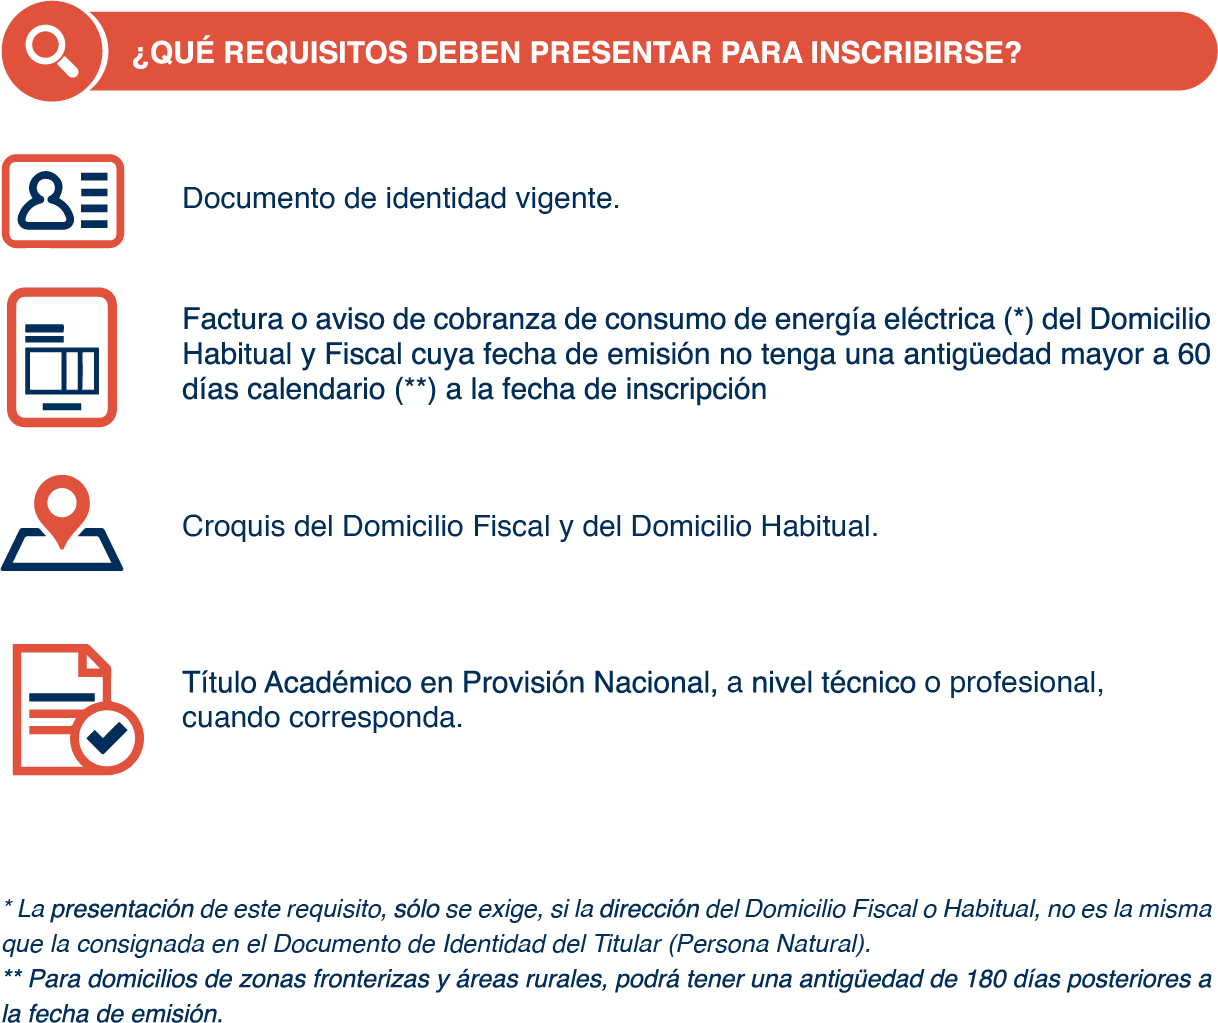 ¿QUÉ REQUISITOS DEBEN PRESENTAR PARA INSCRIBIRSE?
Documento de identidad vigente.
Factura o aviso de cobranza de consumo de energía eléctrica (*) del Domicilio
Habitual y Fiscal cuya fecha de emisión no tenga una antigüedad mayor a 60
días calendario (**) a la fecha de inscripción
Croquis del Domicilio Fiscal y del Domicilio Habitual.
Título Académico en Provisión Nacional, a nivel técnico o profesional,
cuando corresponda.
* La presentación de este requisito, sólo se exige, si la dirección del Domicilio Fiscal o Habitual, no es la misma
que la consignada en el Documento de Identidad del Titular (Persona Natural).
** Para domicilios de zonas fronterizas y áreas rurales, podrá tener una antigüedad de 180 días posteriores a
la fecha de emisión.